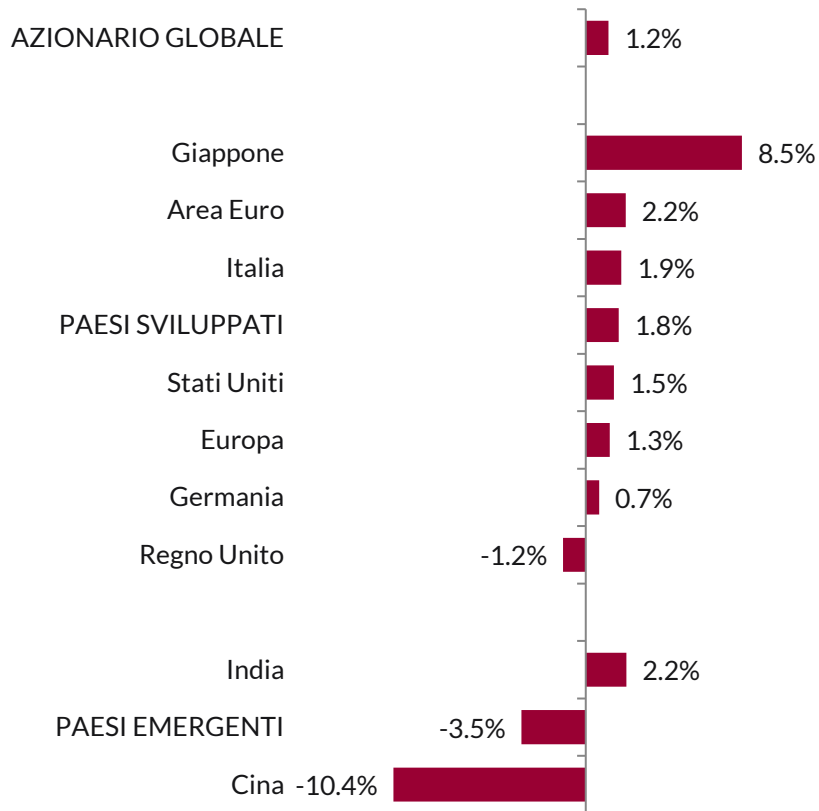 AZIONARIO GLOBALE 1.2%
Giappone 8.5%
Area Euro 2.2%
Italia 1.9%
PAESI SVILUPPATI 1.8%
Stati Uniti 1.5%
Europa 1.3%
Germania 0.7%
Regno Unito -1.2%
India 2.2%
PAESI EMERGENTI -3.5%
Cina -10.4%